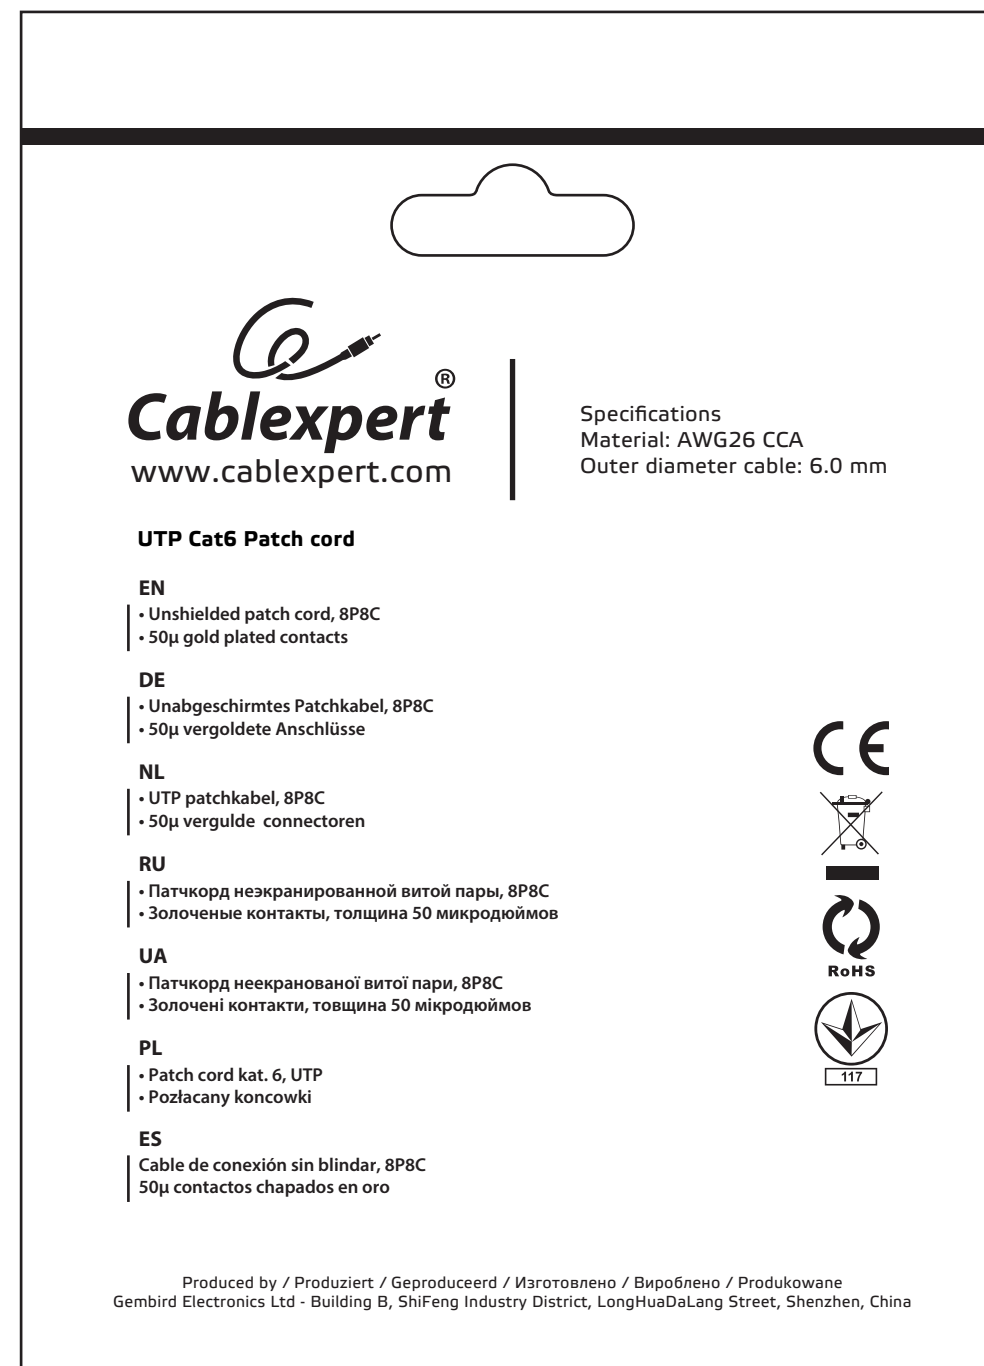 Cablexpert®
www.cablexpert.com
Specifications
Material: AWG26 CCA
Outer diameter cable: 6.0 mm
UTP Cat6 Patch cord
EN
• Unshielded patch cord, 8P8C
• 50µ gold plated contacts
DE
• Unabgeschirmtes Patchkabel, 8P8C
• 50µ vergoldete Anschlüsse
NL
• UTP patchkabel, 8P8C
• 50µ vergulde  connectoren
RU
• Патчкорд неэкранированной витой пары, 8P8C
• Золоченые контакты, толщина 50 микродюймов
UA
• Патчкорд неекранованої витої пари, 8P8C
• Золочені контакти, товщина 50 мікродюймов
PL
• Patch cord kat. 6, UTP
• Pozłacany koncowki
ES
Cable de conexión sin blindar, 8P8C
50µ contactos chapados en oro
CE
RoHS
117
Produced by / Produziert / Geproduceerd / Изготовлено / Вироблено / Produkowane
Gembird Electronics Ltd - Building B, ShiFeng Industry District, LongHuaDaLang Street, Shenzhen, China